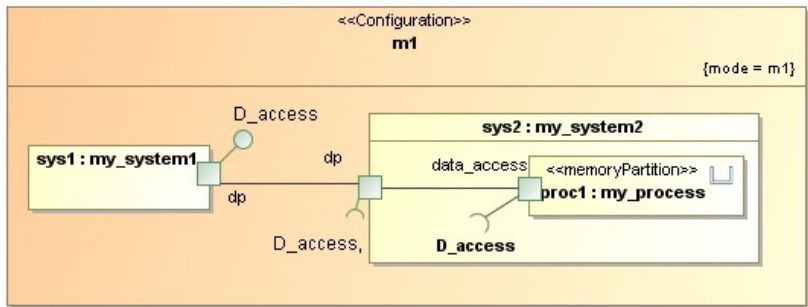 <<Configuration>>
m1
{mode = m1}
D_access
sys2 : my_system2
sys1 : my_system1
dp
data_access
<<memoryPartition>>
dp
proc1 : my_process
D_access,
D_access